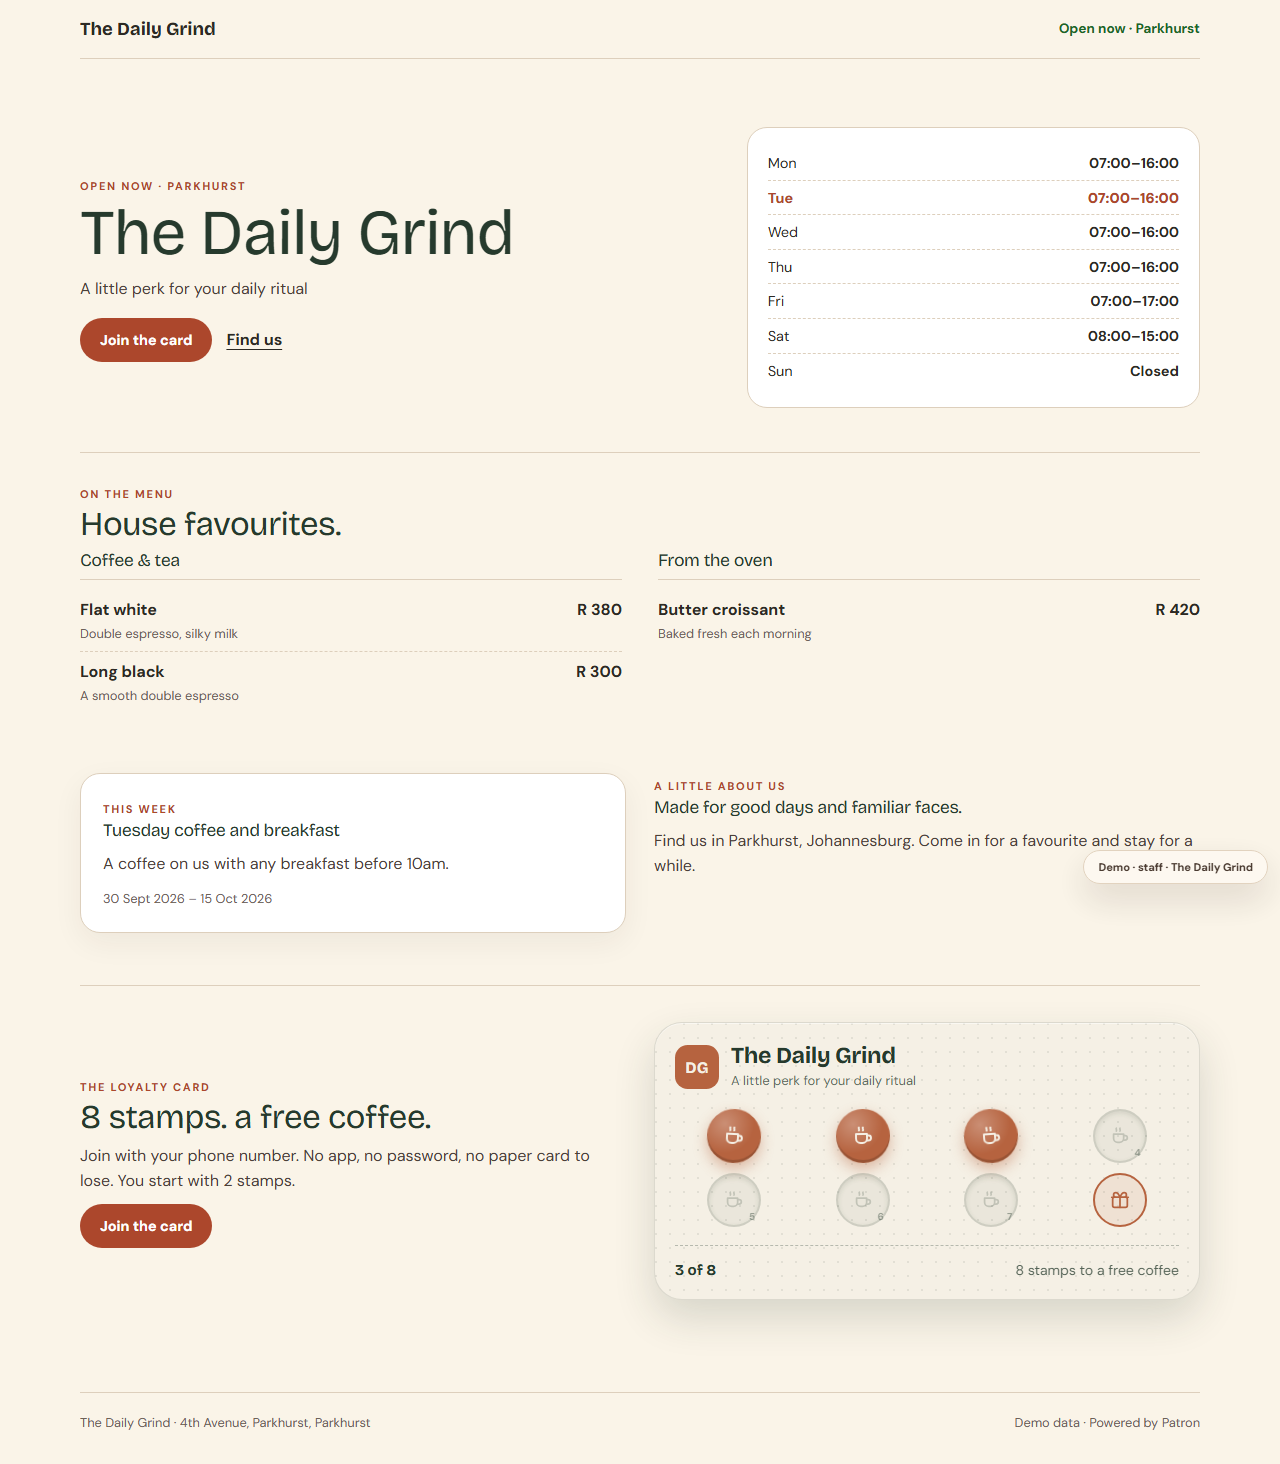 The Daily Grind
Open now · Parkhurst
OPEN NOW · PARKHURST
The Daily Grind
A little perk for your daily ritual
Join the card
Find us
Mon 07:00–16:00
Tue 07:00–16:00
Wed 07:00–16:00
Thu 07:00–16:00
Fri 07:00–17:00
Sat 08:00–15:00
Sun Closed
ON THE MENU
House favourites.
Coffee & tea
Flat white R 380
Double espresso, silky milk
Long black R 300
A smooth double espresso
From the oven
Butter croissant R 420
Baked fresh each morning
THIS WEEK
Tuesday coffee and breakfast
A coffee on us with any breakfast before 10am.
30 Sept 2026 – 15 Oct 2026
A LITTLE ABOUT US
Made for good days and familiar faces.
Find us in Parkhurst, Johannesburg. Come in for a favourite and stay for a
while.
Demo · staff · The Daily Grind
THE LOYALTY CARD
8 stamps. a free coffee.
Join with your phone number. No app, no password, no paper card to
lose. You start with 2 stamps.
Join the card
DG
The Daily Grind
A little perk for your daily ritual
4
5
6
7
3 of 8
8 stamps to a free coffee
The Daily Grind · 4th Avenue, Parkhurst, Parkhurst
Demo data · Powered by Patron